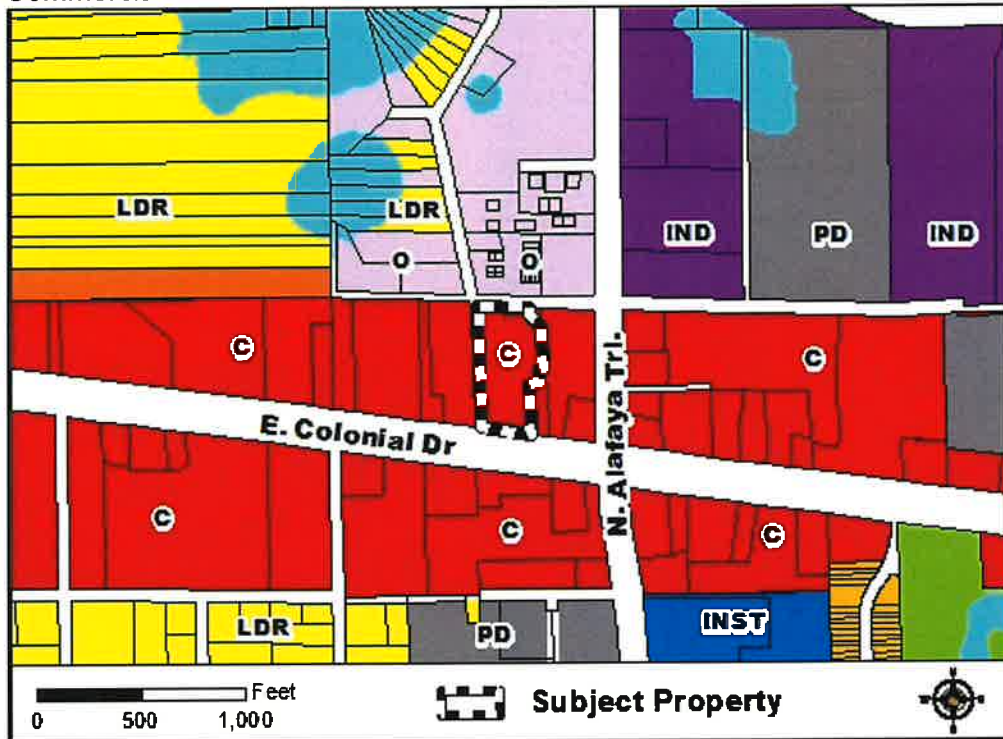 LDR
LDR
IND
PD
IND
O
O
C
C
C
N. Alafaya Trl.
E. Colonial Dr
C
C
C
LDR
PD
INST
Feet
0 500 1,000
Subject Property